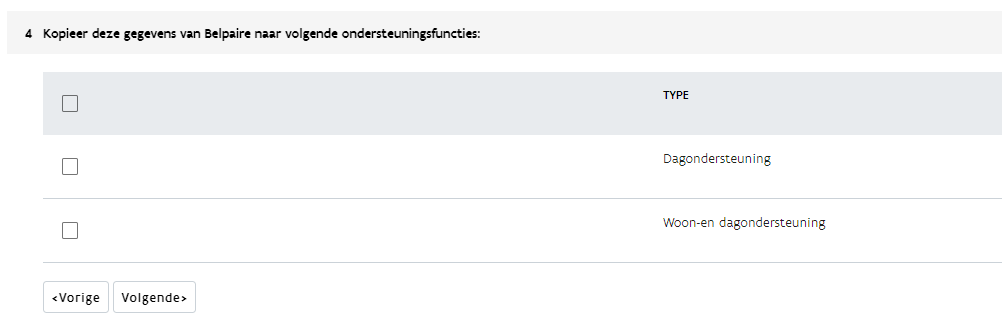 4 Kopieer deze gegevens van Belpaire naar volgende ondersteuningsfuncties:
TYPE
Dagondersteuning
Woon-en dagondersteuning
<Vorige Volgende>